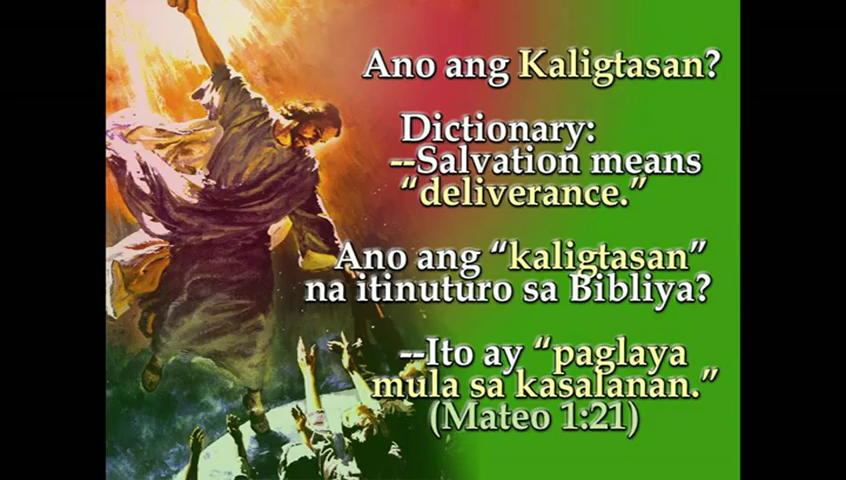 Ano ang Kaligtasan?
Dictionary:
--Salvation means
“deliverance.”
Ano ang “kaligtasan”
na itinuturo sa Bibliya?
--Ito ay “paglaya
mula sa kasalanan.”
(Mateo 1:21)